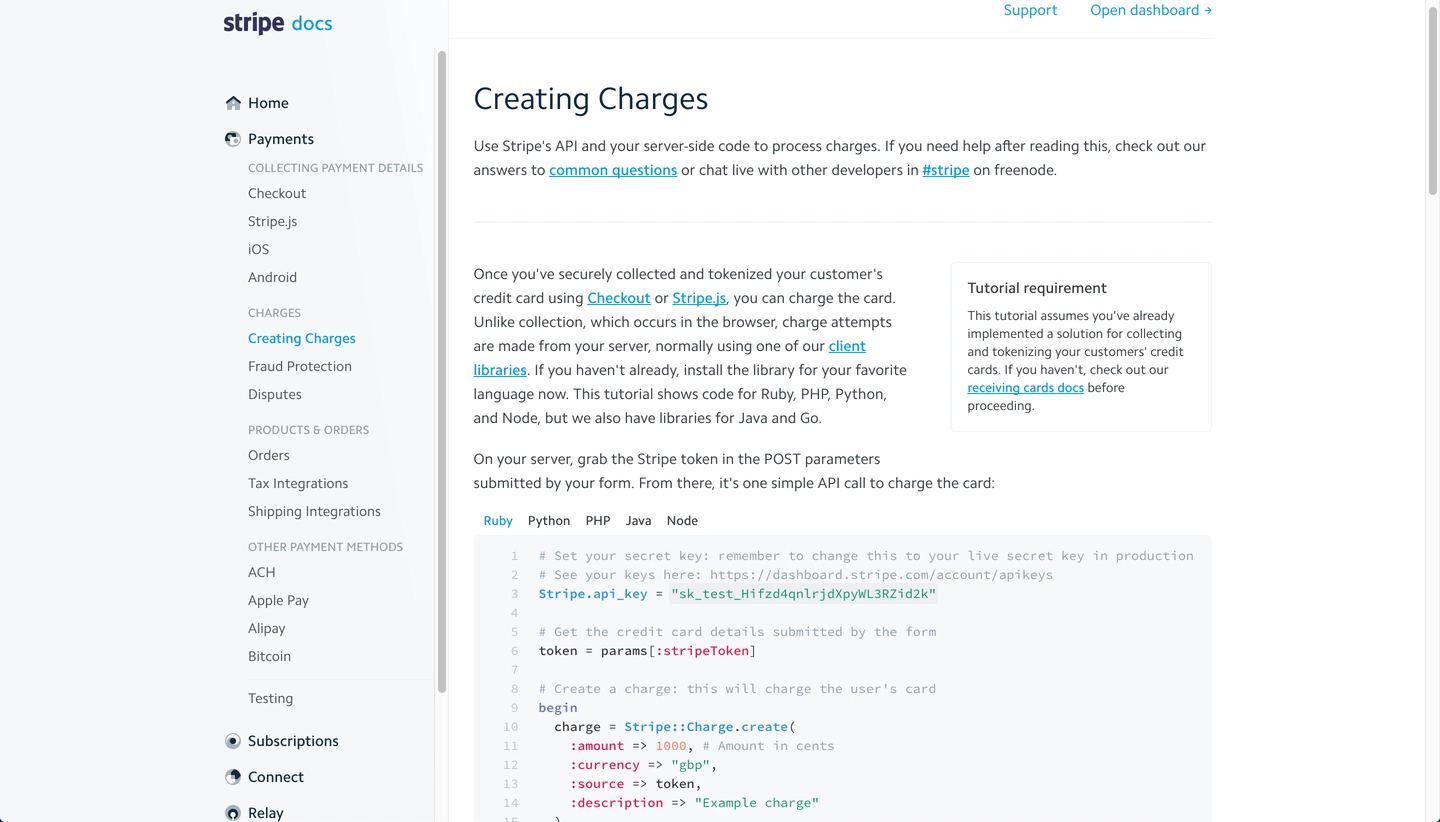 stripe docs
Support
Open dashboard →
Home
Payments
COLLECTING PAYMENT DETAILS
Checkout
Stripe.js
iOS
Android
CHARGES
Creating Charges
Fraud Protection
Disputes
PRODUCTS & ORDERS
Orders
Tax Integrations
Shipping Integrations
OTHER PAYMENT METHODS
ACH
Apple Pay
Alipay
Bitcoin
Testing
Subscriptions
Connect
Relay
Creating Charges
Use Stripe's API and your server-side code to process charges. If you need help after reading this, check out our
answers to common questions or chat live with other developers in #stripe on freenode.
Once you've securely collected and tokenized your customer's
credit card using Checkout or Stripe.js, you can charge the card.
Unlike collection, which occurs in the browser, charge attempts
are made from your server, normally using one of our client
libraries. If you haven't already, install the library for your favorite
language now. This tutorial shows code for Ruby, PHP, Python,
and Node, but we also have libraries for Java and Go.
Tutorial requirement
This tutorial assumes you've already
implemented a solution for collecting
and tokenizing your customers' credit
cards. If you haven't, check out our
receiving cards docs before
proceeding.
On your server, grab the Stripe token in the POST parameters
submitted by your form. From there, it's one simple API call to charge the card:
Ruby Python PHP Java Node
1 # Set your secret key: remember to change this to your live secret key in production
2 # See your keys here: https://dashboard.stripe.com/account/apikeys
3 Stripe.api_key = "sk_test_Hifzd4qnlrjdXpyWL3RZid2k"
4
5 # Get the credit card details submitted by the form
6 token = params[:stripeToken]
7
8 # Create a charge: this will charge the user's card
9 begin
10 charge = Stripe::Charge.create(
11 :amount => 1000, # Amount in cents
12 :currency => "gbp",
13 :source => token,
14 :description => "Example charge"
15 )